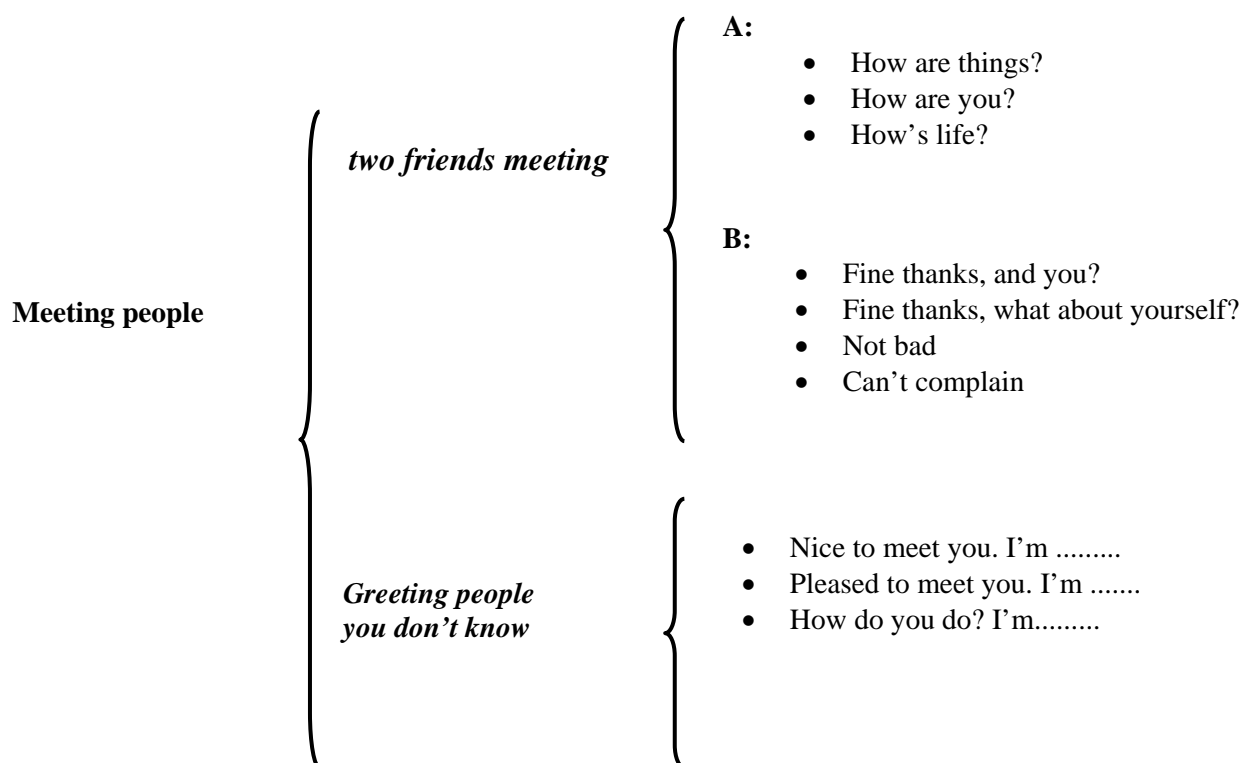 Meeting people
two friends meeting
A:
• How are things?
• How are you?
• How’s life?
B:
• Fine thanks, and you?
• Fine thanks, what about yourself?
• Not bad
• Can’t complain
Greeting people
you don’t know
• Nice to meet you. I’m .........
• Pleased to meet you. I’m .......
• How do you do? I’m.........